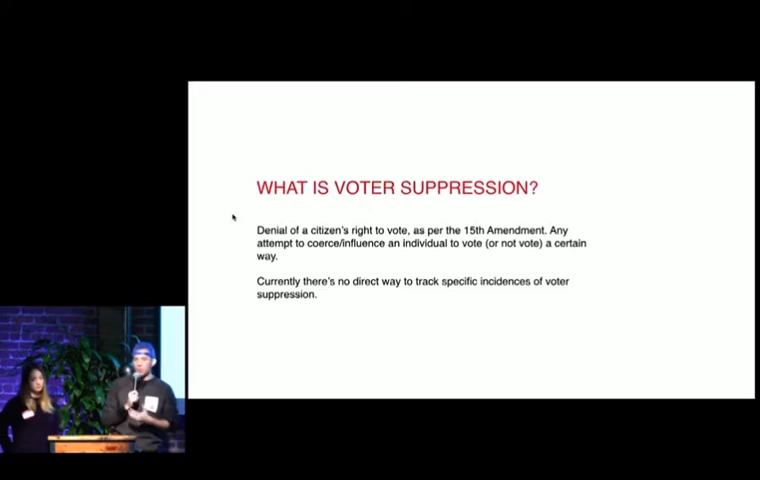 WHAT IS VOTER SUPPRESSION?
Denial of a citizen's right to vote, as per the 15th Amendment. Any
attempt to coerce/influence an individual to vote (or not vote) a certain
way.
Currently there's no direct way to track specific incidences of voter
suppression.